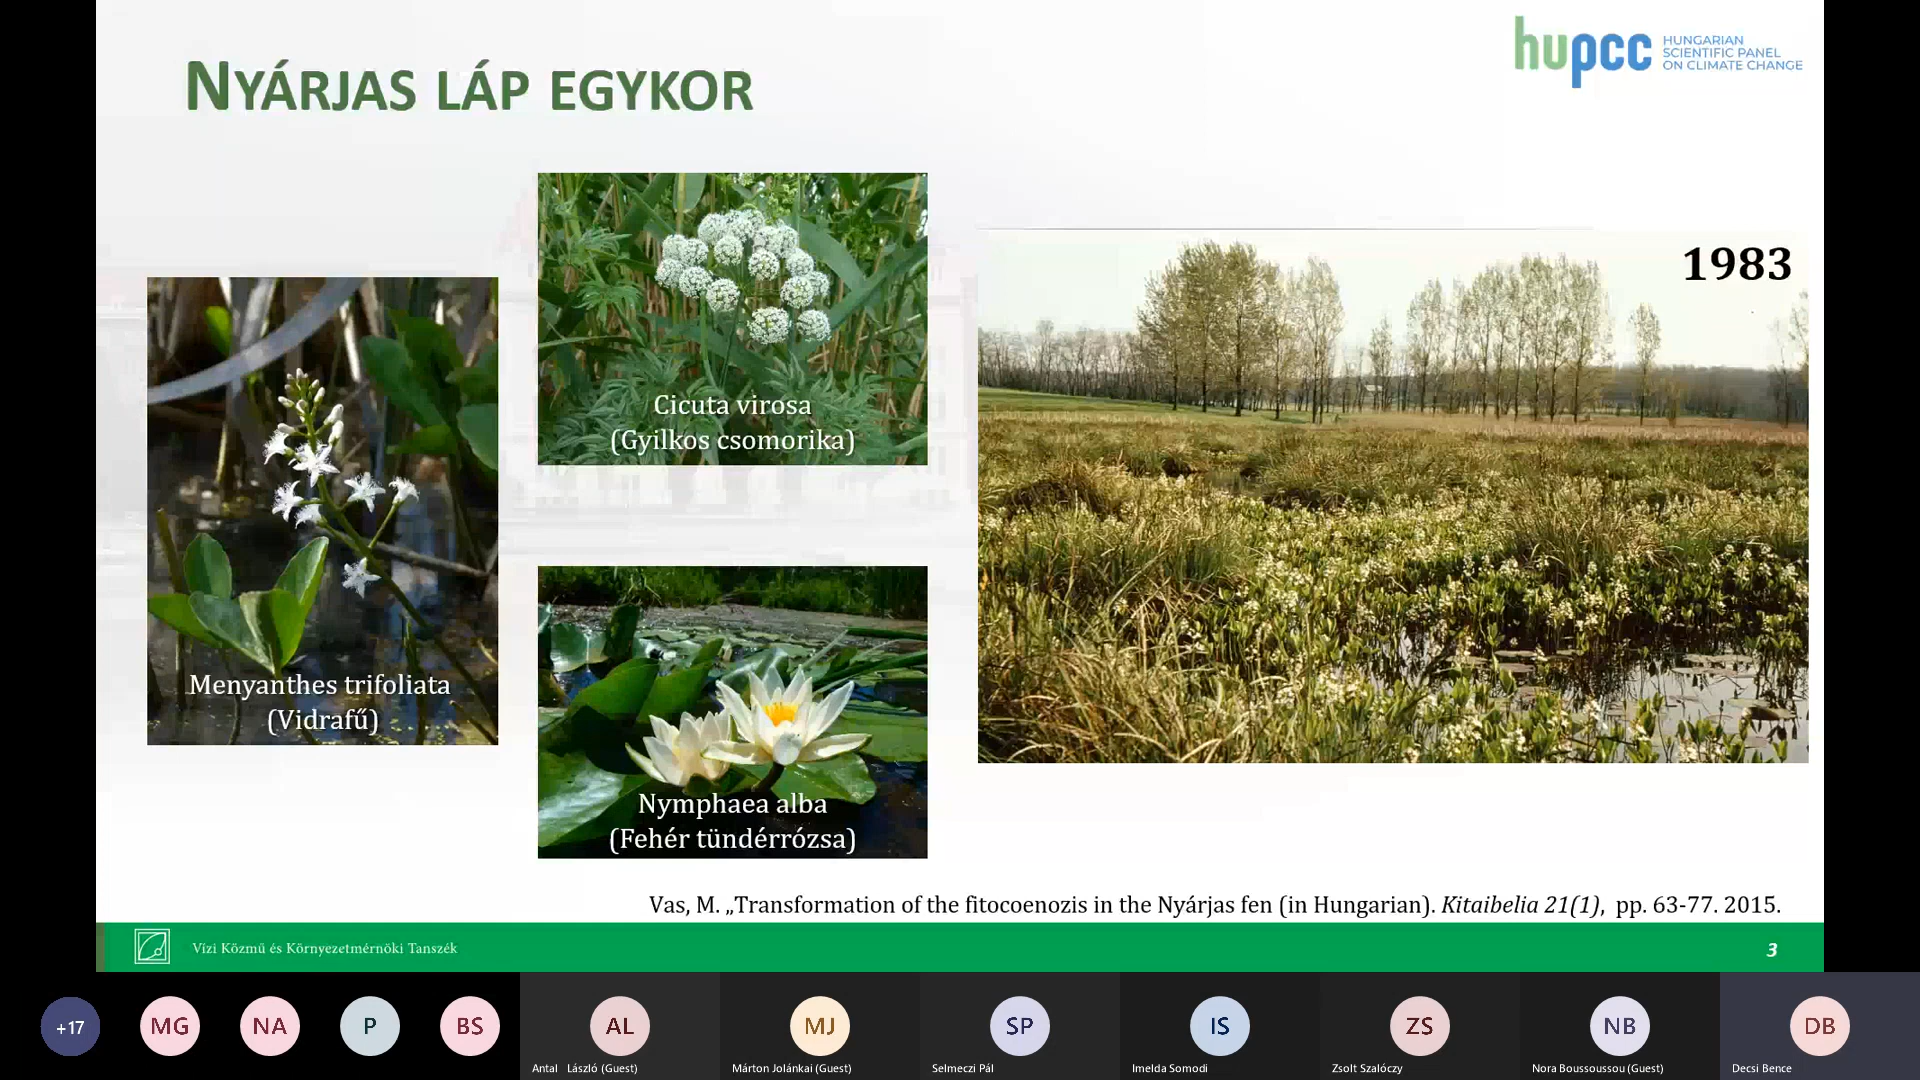 NYÁRJAS LÁP EGYKOR
hupcc
HUNGARIAN
SCIENTIFIC PANEL
ON CLIMATE CHANGE
Cicuta virosa
(Gyilkos csomorika)
1983
Menyanthes trifoliata
(Vidrafű)
Nymphaea alba
(Fehér tündérrózsa)
Vas, M. „Transformation of the fitocoenozis in the Nyárjas fen (in Hungarian). Kitaibelia 21(1), pp. 63-77. 2015.
Vízi Közmű és Környezetmérnöki Tanszék
3
+17
MG
NA
P
BS
AL
MJ
SP
IS
ZS
NB
DB
Antal László (Guest)
Márton Jolánkai (Guest)
Selmeczi Pál
Imelda Somodi
Zsolt Szalóczy
Nora Boussoussou (Guest)
Decsi Bence